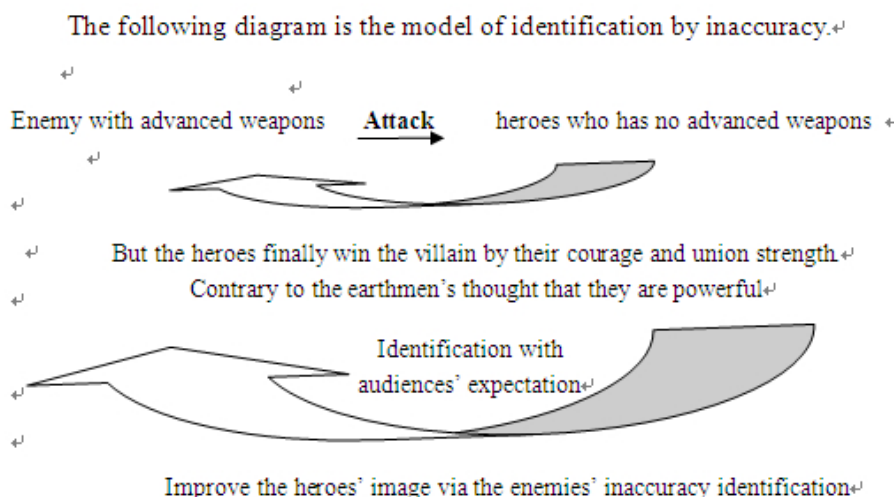 The following diagram is the model of identification by inaccuracy.
Enemy with advanced weapons Attack heroes who has no advanced weapons
But the heroes finally win the villain by their courage and union strength.
Contrary to the earthmen's thought that they are powerful
Identification with
audiences' expectation
Improve the heroes' image via the enemies' inaccuracy identification